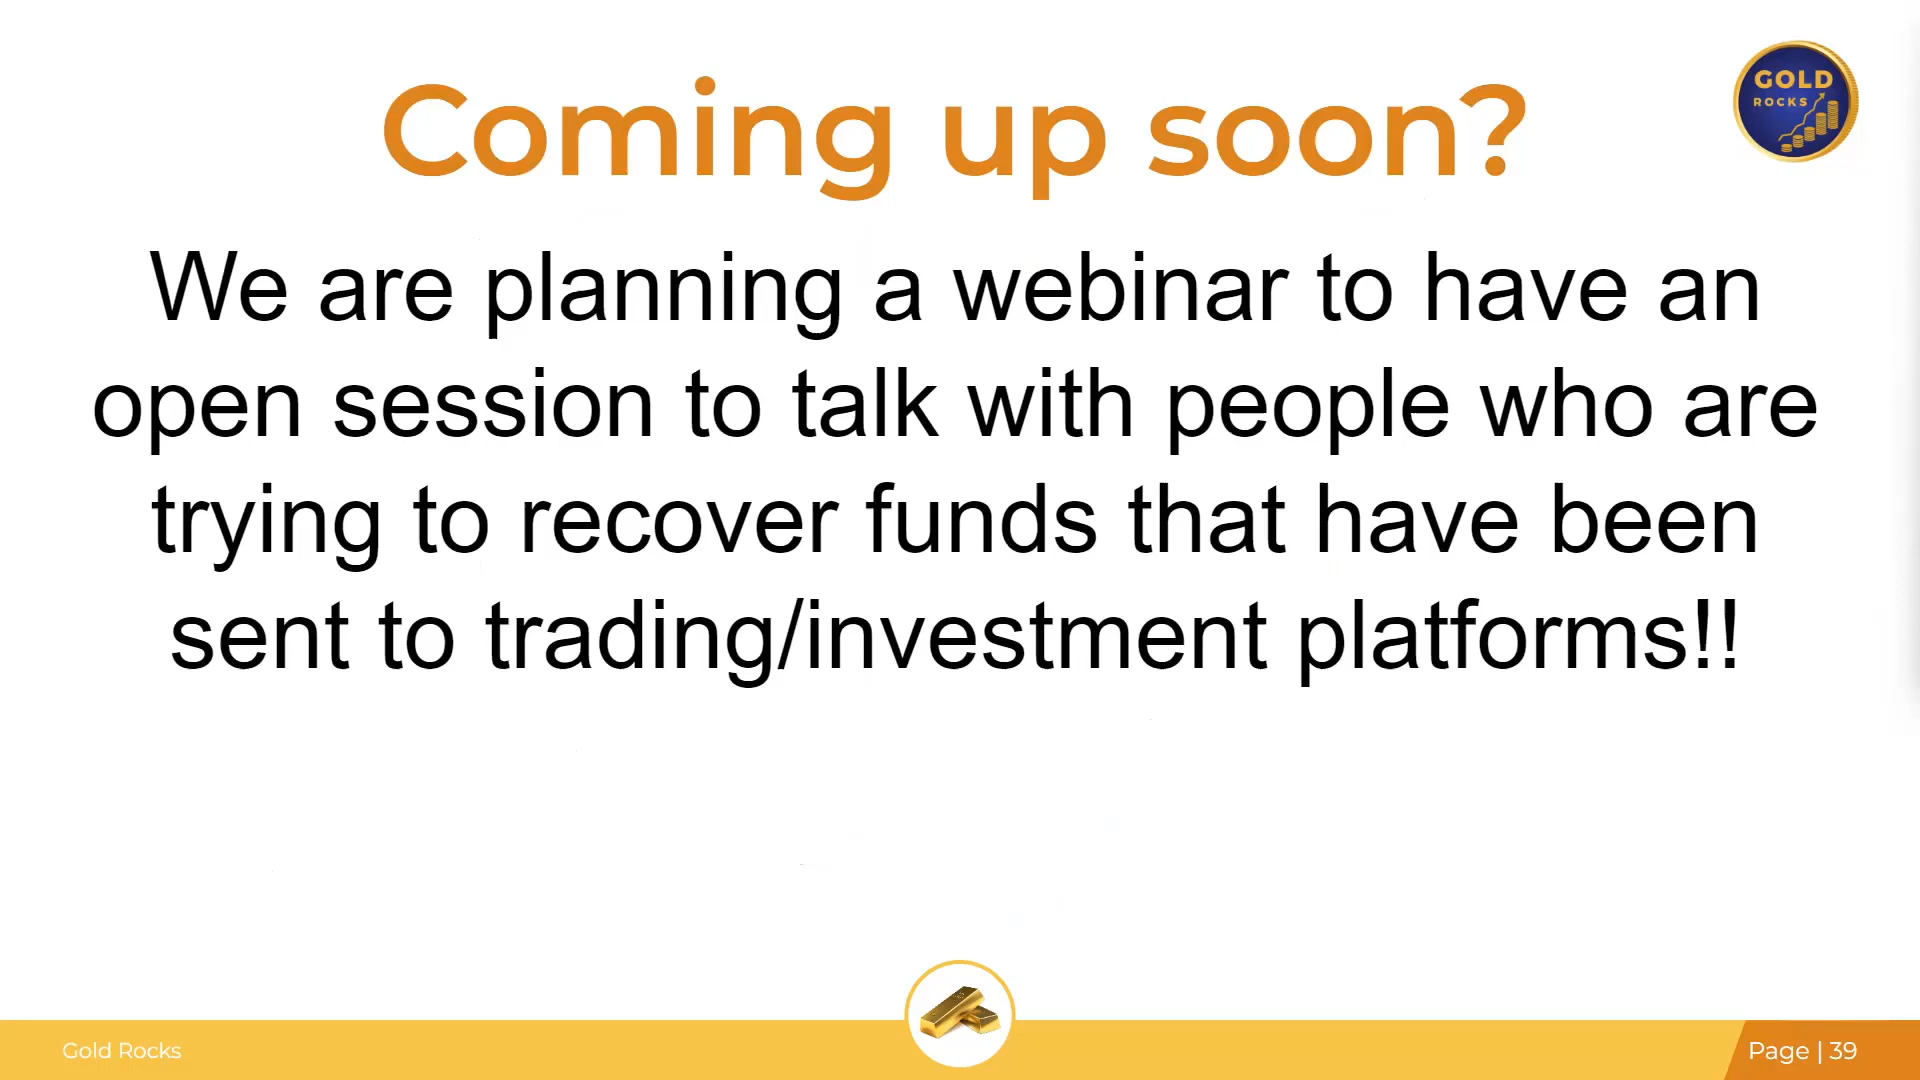 Coming up soon?
GOLD
ROCKS
We are planning a webinar to have an
open session to talk with people who are
trying to recover funds that have been
sent to trading/investment platforms!!
Gold Rocks
Page | 39